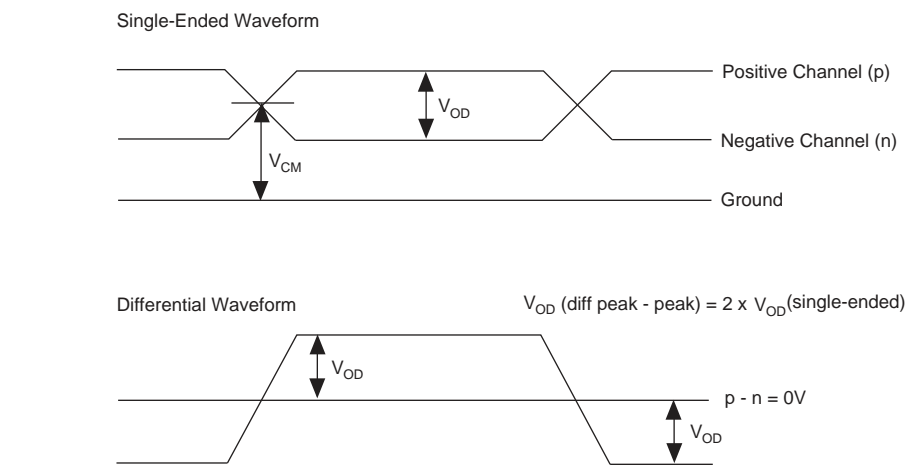 Single-Ended Waveform
Positive Channel (p)
VOD
Negative Channel (n)
VCM
Ground
Differential Waveform
VOD (diff peak - peak) = 2 x VOD(single-ended)
VOD
p - n = 0V
VOD